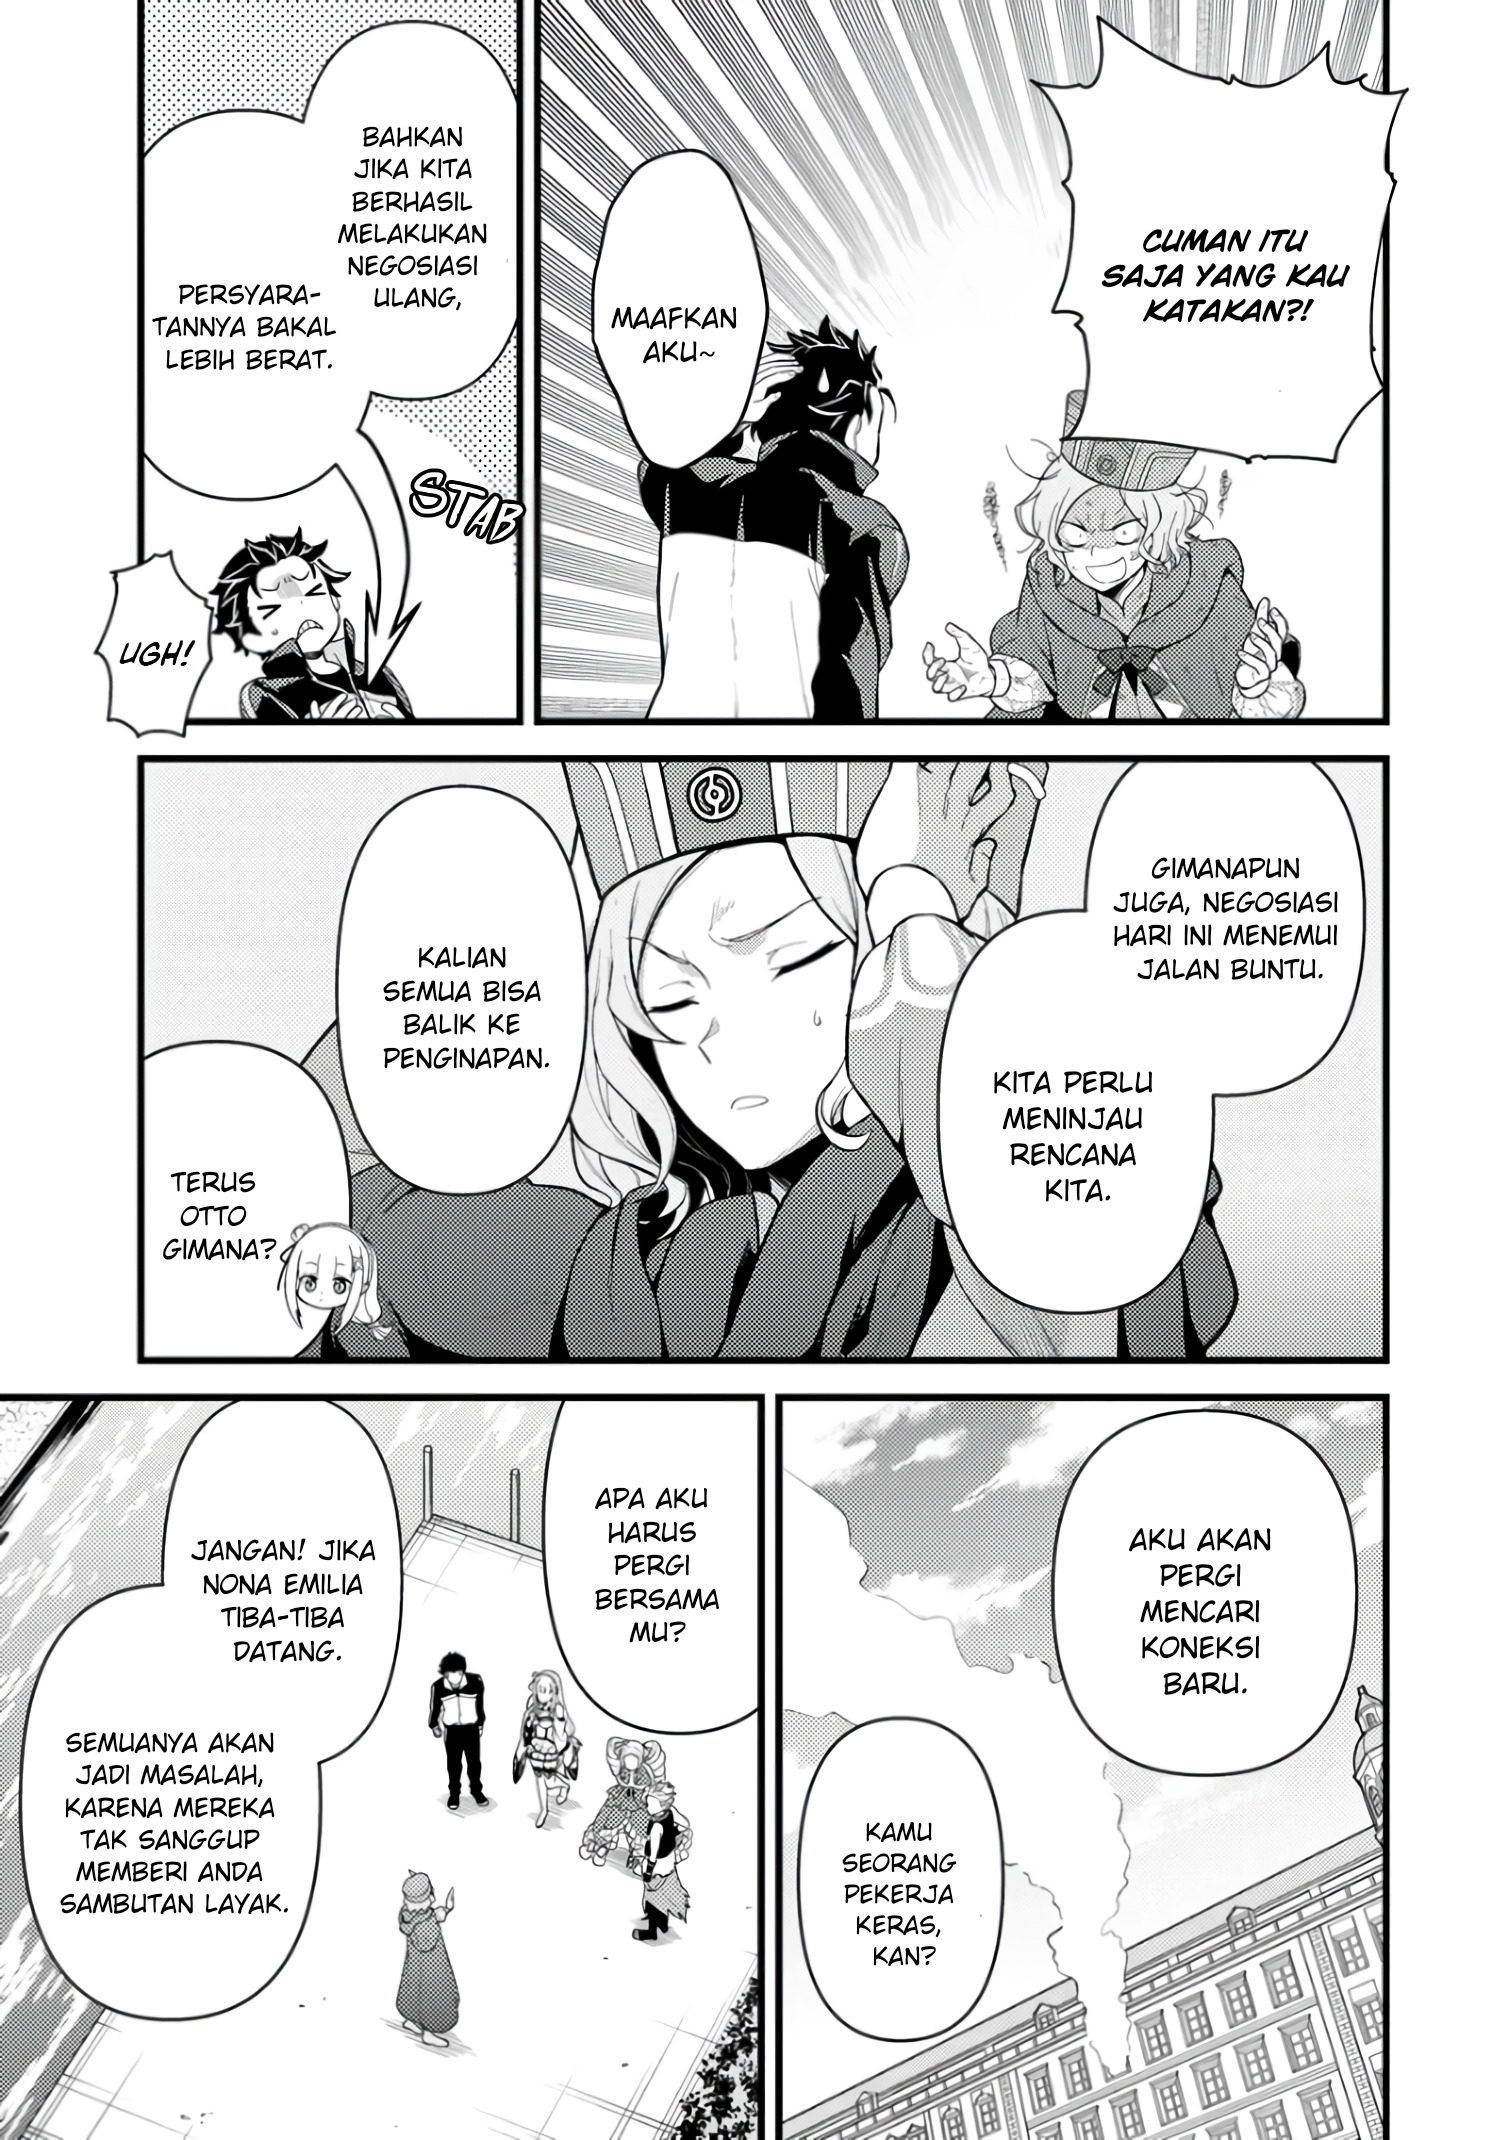 CUMAN ITU
SAJA YANG KAU
KATAKAN?!
MAAFKAN
AKU~
BAHKAN
JIKA KITA
BERHASIL
MELAKUKAN
NEGOSIASI
ULANG,
PERSYARA-
TANNYA BAKAL
LEBIH BERAT.
STAB
UGH!
GIMANAPUN
JUGA, NEGOSIASI
HARI INI MENEMUI
JALAN BUNTU.
KITA PERLU
MENINJAU
RENCANA
KITA.
KALIAN
SEMUA BISA
BALIK KE
PENGINAPAN.
TERUS
OTTO
GIMANA?
AKU AKAN
PERGI
MENCARI
KONEKSI
BARU.
KAMU
SEORANG
PEKERJA
KERAS,
KAN?
APA AKU
HARUS
PERGI
BERSAMA
MU?
JANGAN! JIKA
NONA EMILIA
TIBA-TIBA
DATANG.
SEMUANYA AKAN
JADI MASALAH,
KARENA MEREKA
TAK SANGGUP
MEMBERI ANDA
SAMBUTAN LAYAK.